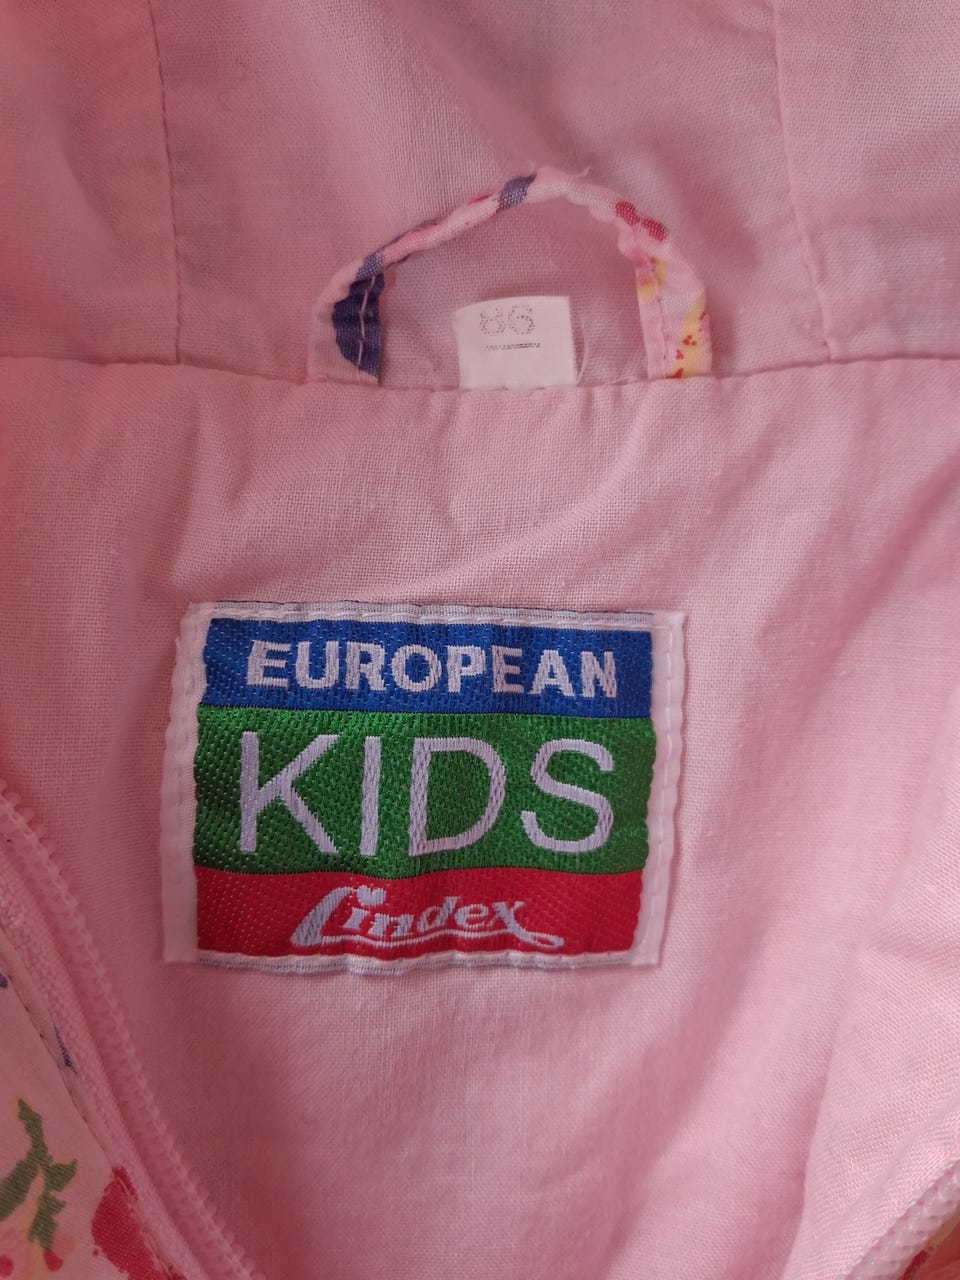 86
EUROPEAN
KIDS
Lindex